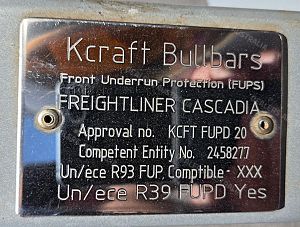 Kcraft Bullbars
Front Underrun Protection (FUPS)
FREIGHTLINER CASCADIA
Approval no. KCFT FUPD 20
Competent Entity No. 2458277
Un/ece R93 FUP, Comptible - XXX
Un/ece R39 FUPD Yes